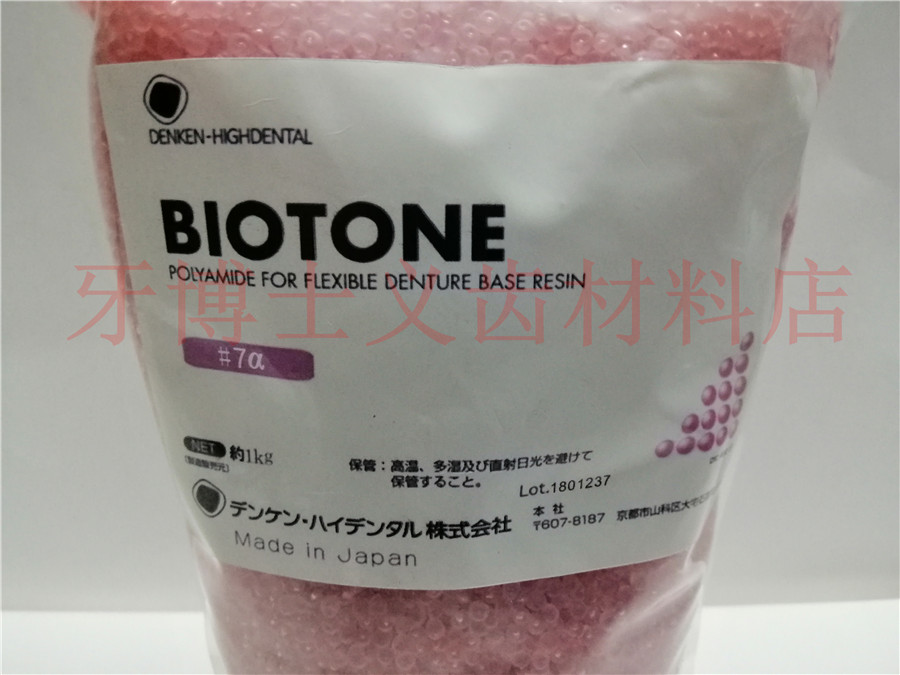 DENKEN-HIGHDENTAL
BIOTONE
POLYAMIDE FOR FLEXIBLE DENTURE BASE RESIN
牙博士义齿材料店
#7α
NET 約1kg
保管：高温、多湿及び直射日光を避けて
保管すること。
Lot.1801237
デンケン・ハイデンタル株式会社
本社
〒607-8187 京都市山科区大宅
Made in Japan